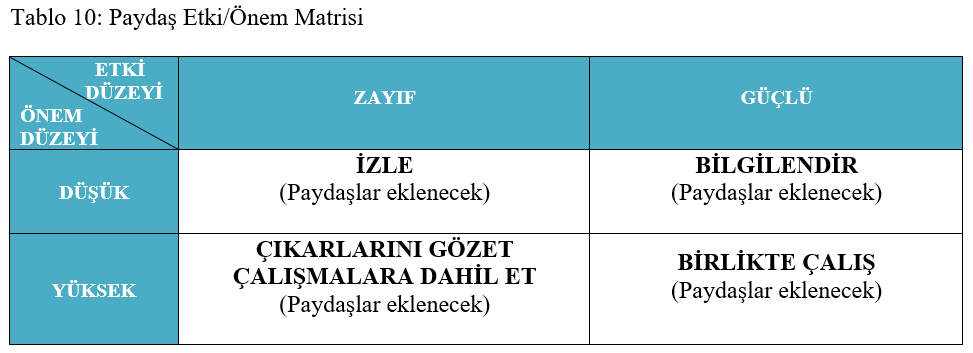 Tablo 10: Paydaş Etki/Önem Matrisi
ETKİ
DÜZEYİ
ÖNEM
DÜZEYİ
ZAYIF
GÜÇLÜ
DÜŞÜK
İZLE
(Paydaşlar eklenecek)
BİLGİLENDİR
(Paydaşlar eklenecek)
YÜKSEK
ÇIKARLARINI GÖZET
ÇALIŞMALARA DAHİL ET
(Paydaşlar eklenecek)
BİRLİKTE ÇALIŞ
(Paydaşlar eklenecek)